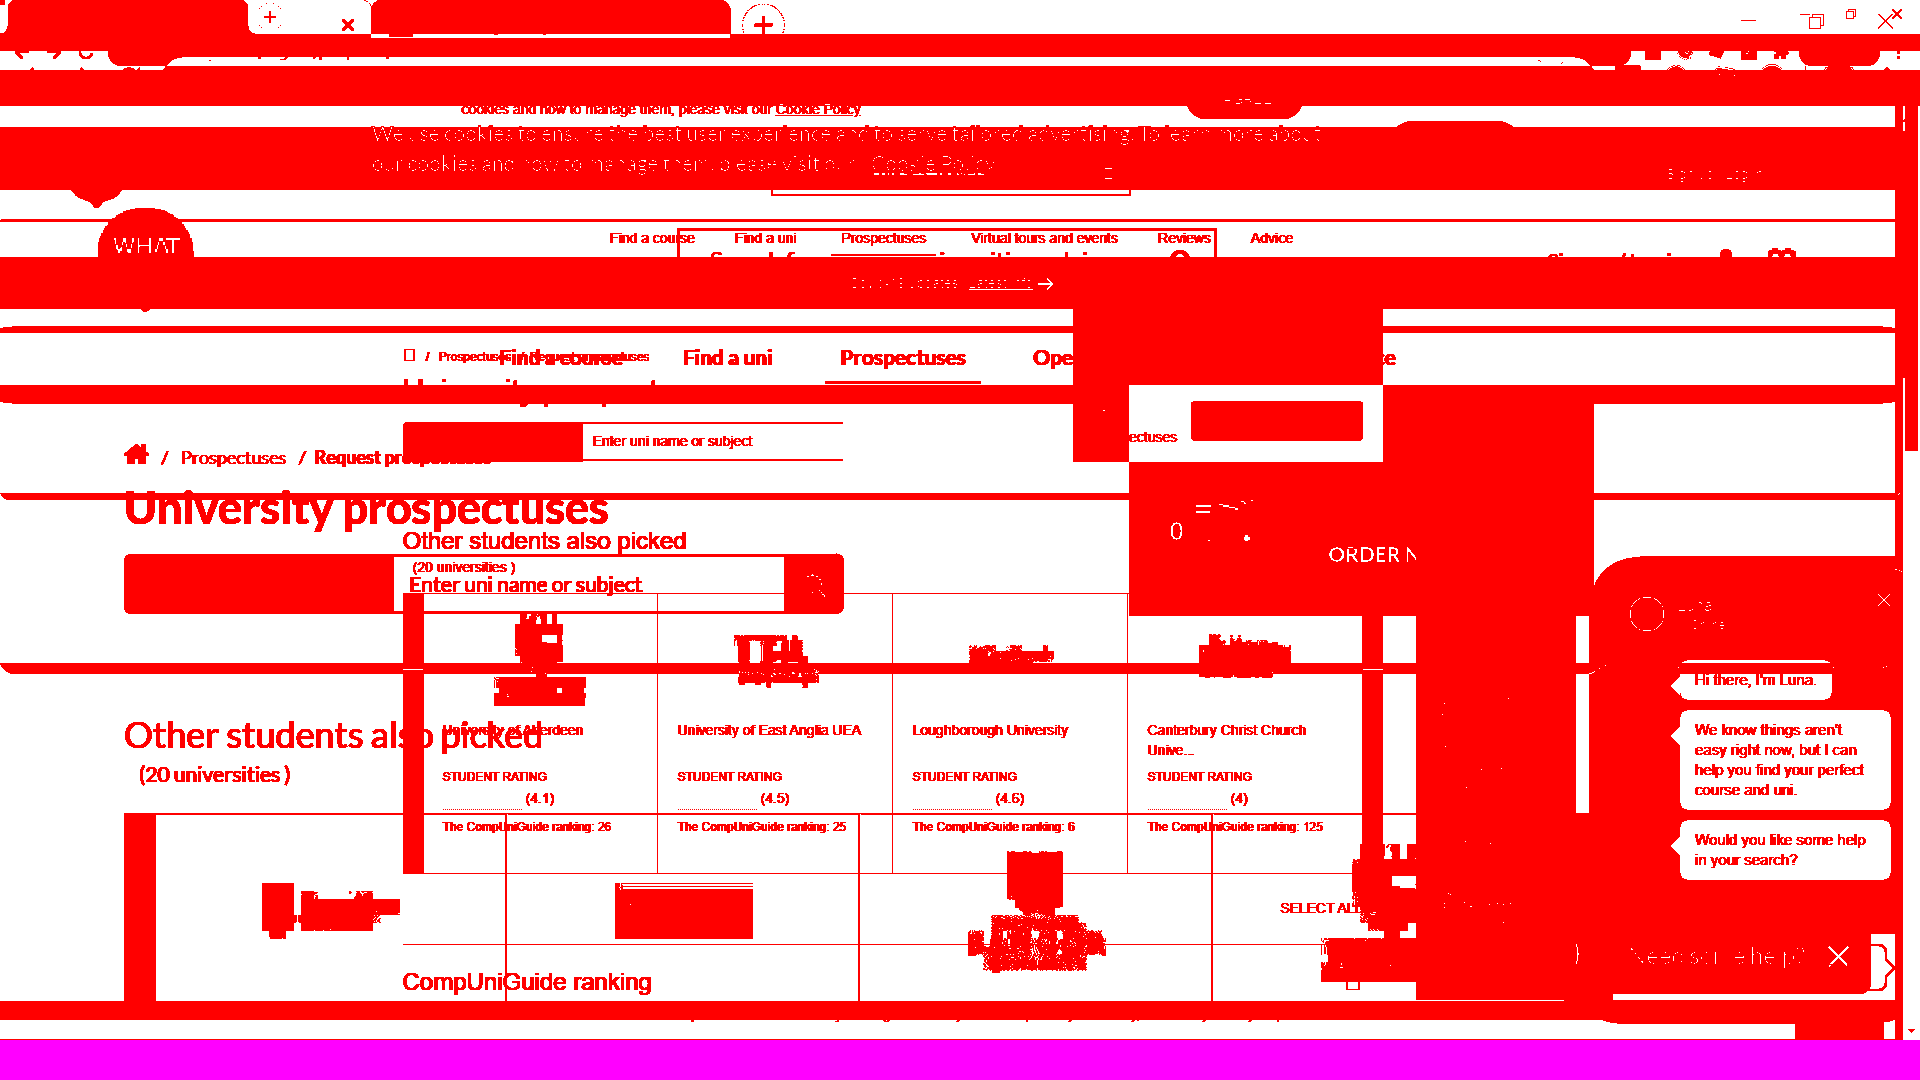 cookies and how to manage them, please visit our Cookie Policy
We use cookies to ensure the best user experience and to serve tailored advertising. To learn more about
our cookies and how to manage them please visit our Cookie Policy
WHAT
Find a course Find a uni Prospectuses Virtual tours and events Reviews Advice
Latest info →
/ Prospectuses
Find a course Find a uni Prospectuses
Enter uni name or subject
/ Prospectuses / Request prospectuses
University prospectuses
Other students also picked
(20 universities )
Enter uni name or subject
0
ORDER N
Luna
Hi there, I'm Luna.
We know things aren't
easy right now, but I can
help you find your perfect
course and uni.
Would you like some help
in your search?
University of Aberdeen
University of East Anglia UEA
Loughborough University
Canterbury Christ Church
Unive...
Other students also picked
(20 universities )
STUDENT RATING STUDENT RATING STUDENT RATING STUDENT RATING
(4.1) (4.5) (4.6) (4)
The CompUniGuide ranking: 26 The CompUniGuide ranking: 25 The CompUniGuide ranking: 6 The CompUniGuide ranking: 125
SELECT ALL
Need some help?
CompUniGuide ranking